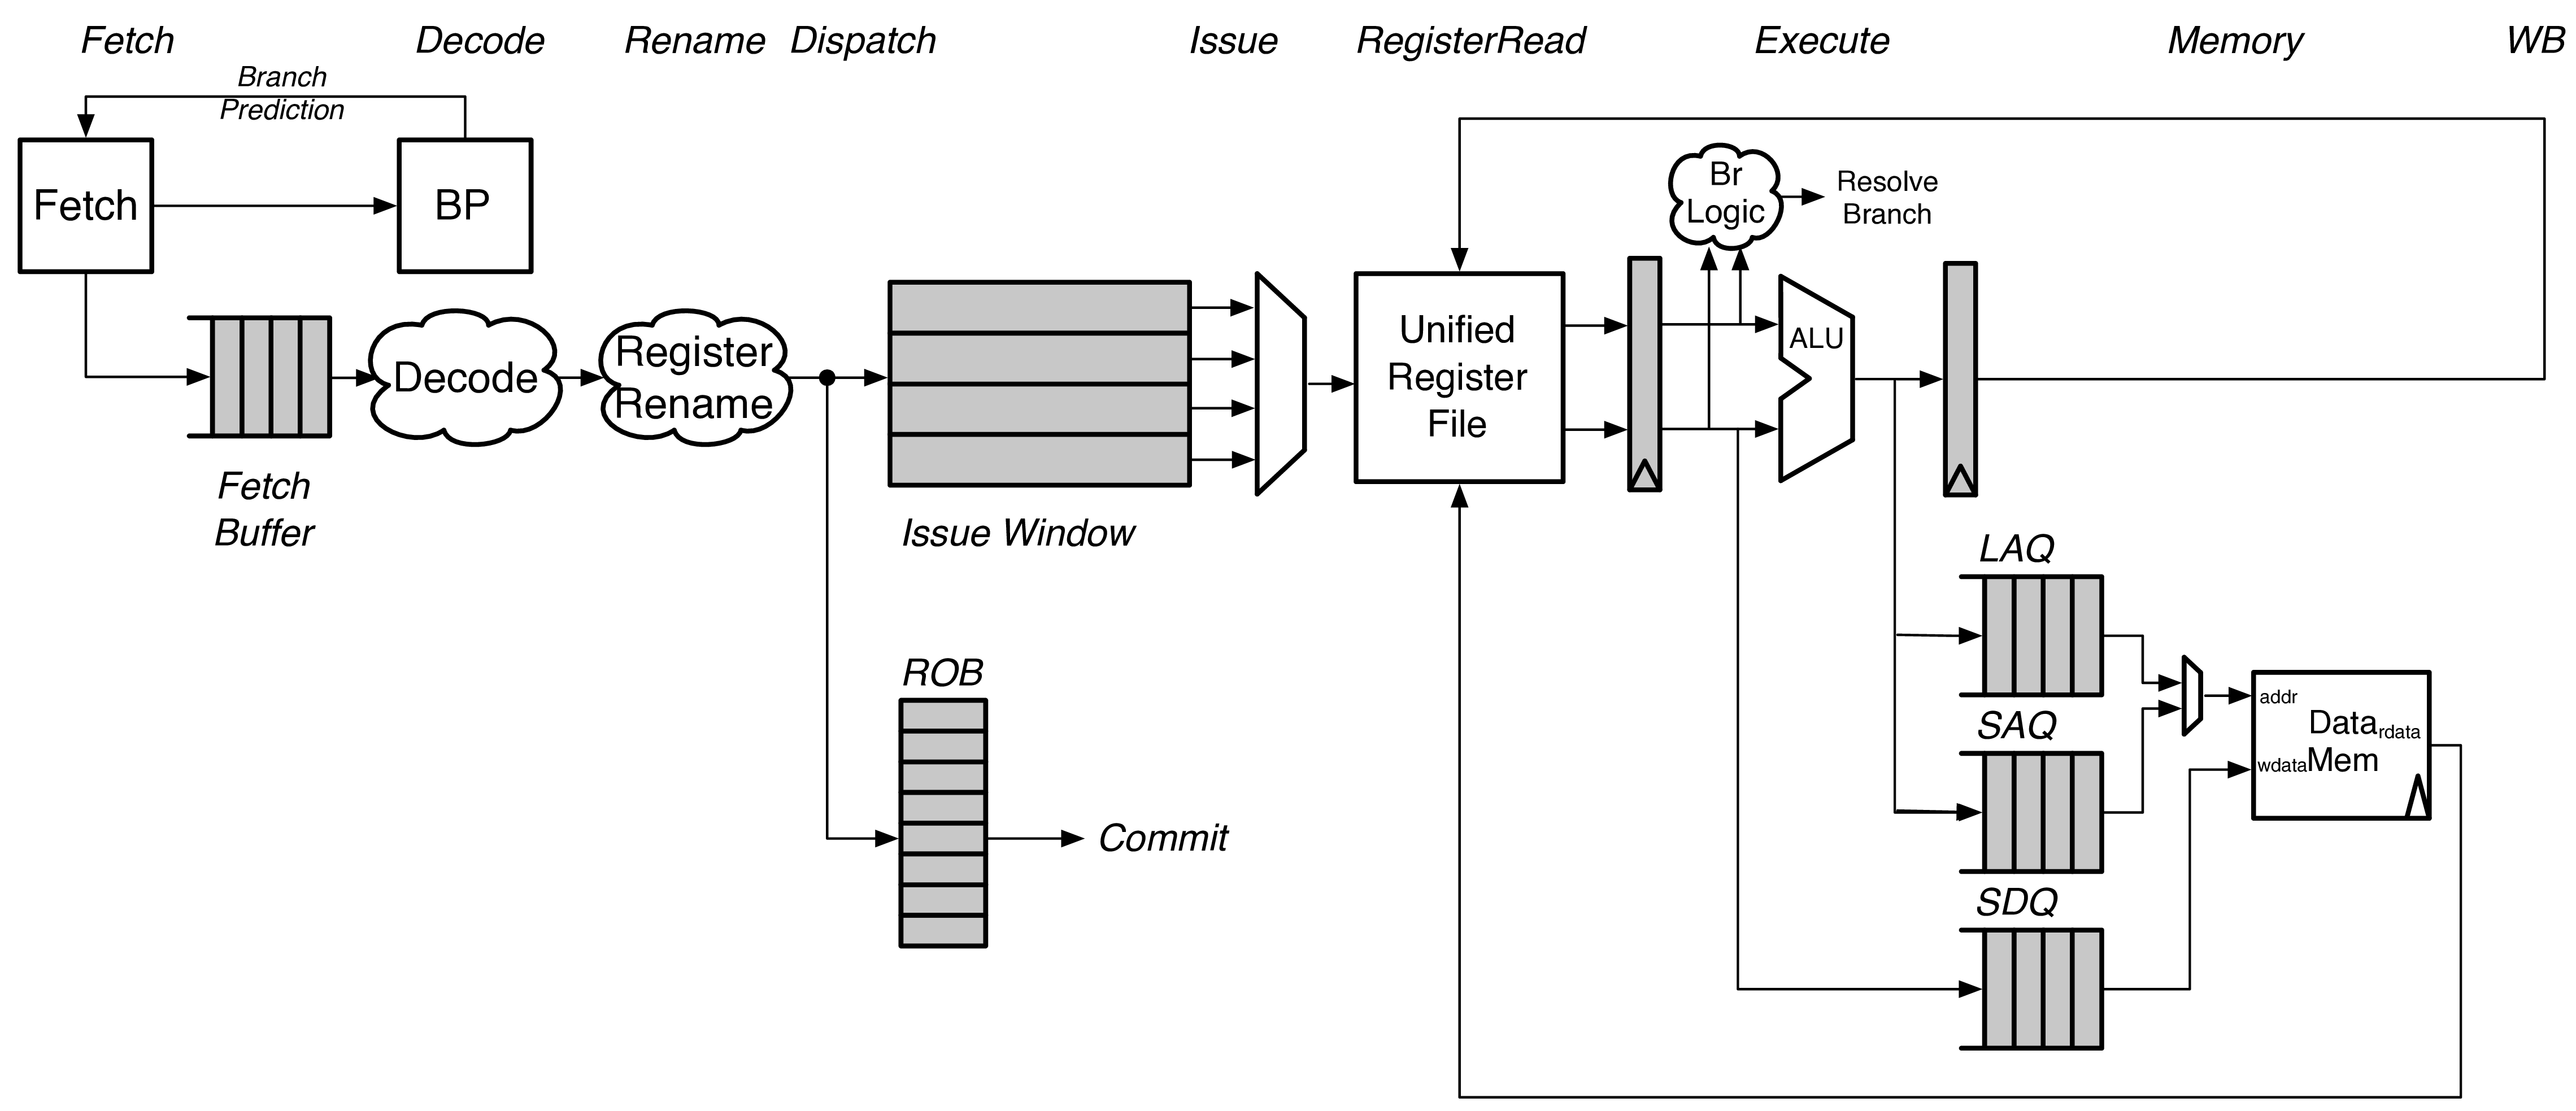 Fetch
Decode
Rename
Dispatch
Issue
RegisterRead
Execute
Memory
WB
Branch
Prediction
Fetch
BP
Br
Logic
Resolve
Branch
Decode
Register
Rename
Unified
Register
File
ALU
Fetch
Buffer
Issue Window
LAQ
ROB
SAQ
addr
Data
rdata
wdata
Mem
Commit
SDQ